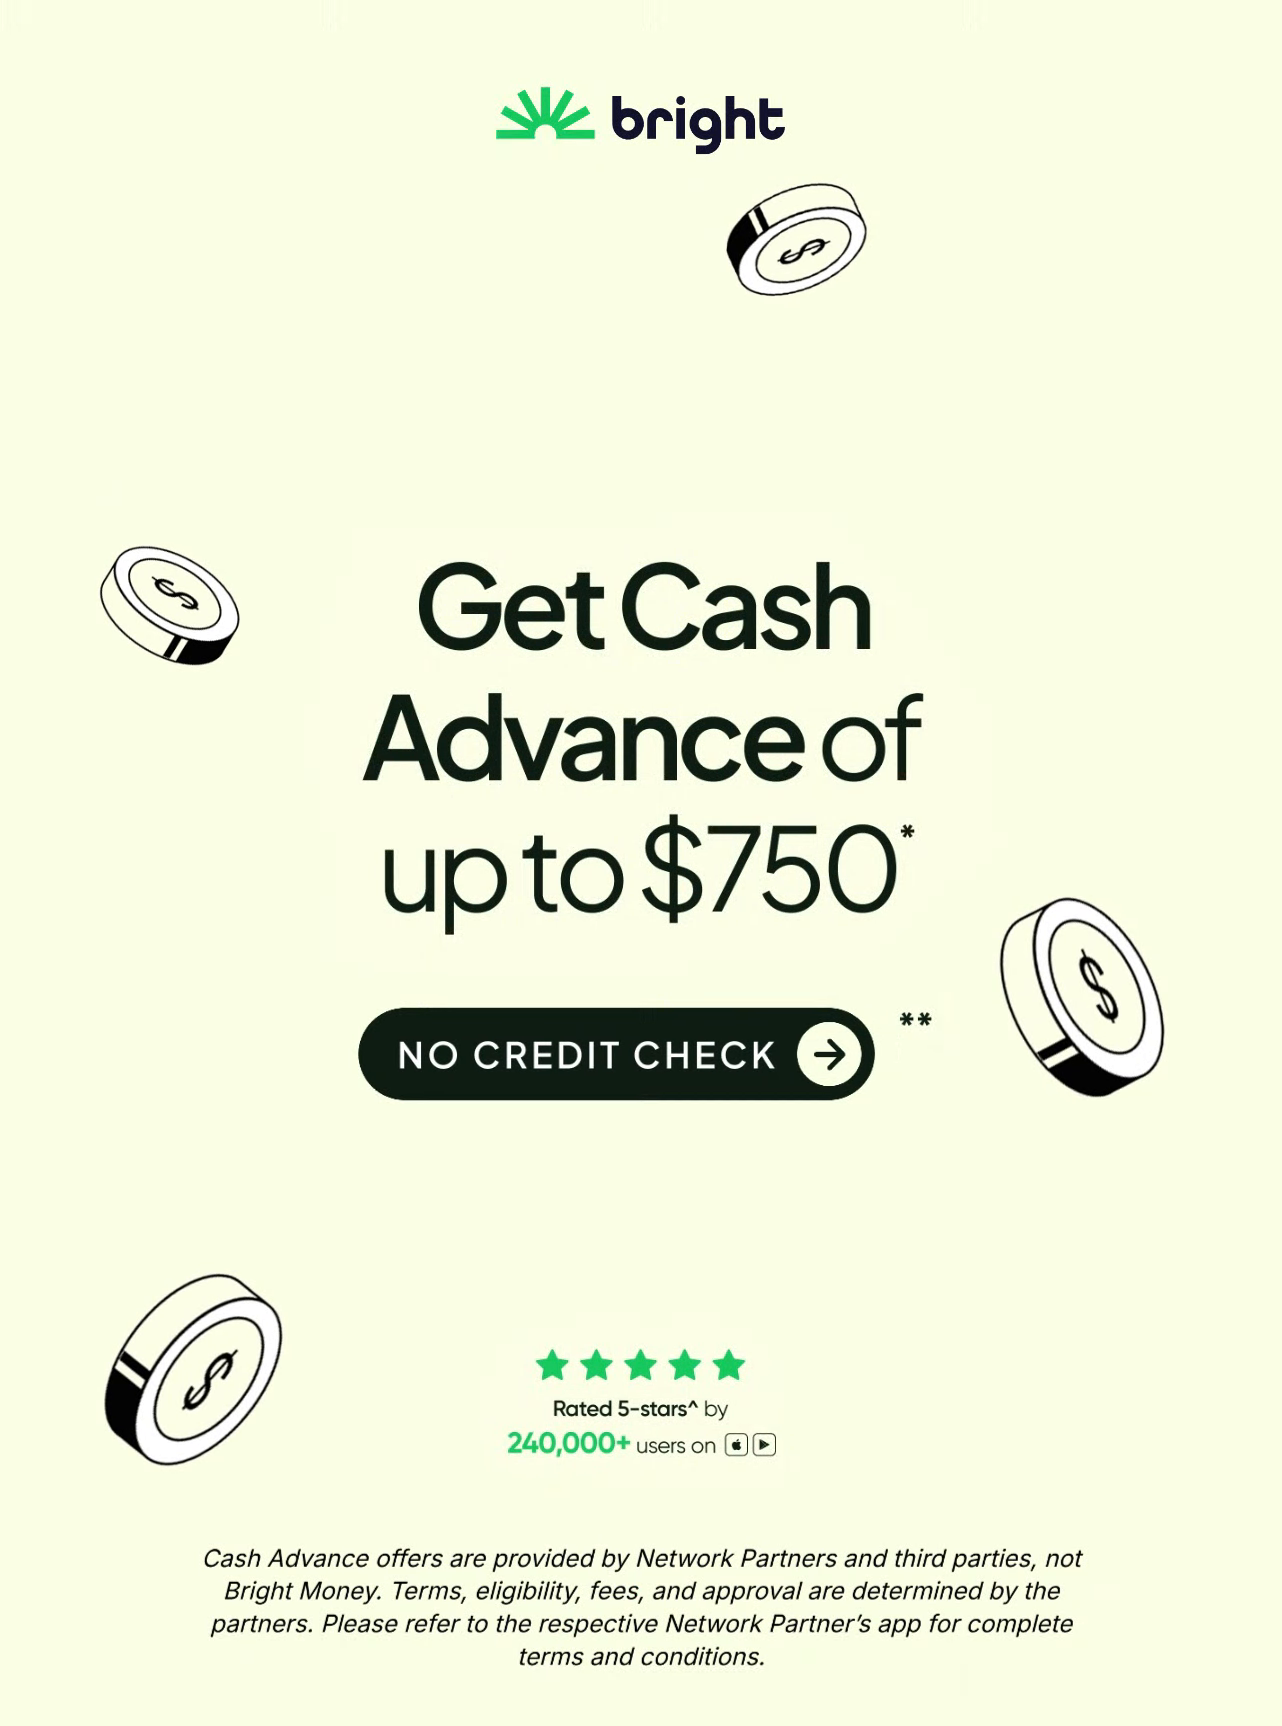 bright
Get Cash
Advance of
up to $750*
NO CREDIT CHECK **
Rated 5-stars^ by
240,000+ users on
Cash Advance offers are provided by Network Partners and third parties, not
Bright Money. Terms, eligibility, fees, and approval are determined by the
partners. Please refer to the respective Network Partner’s app for complete
terms and conditions.